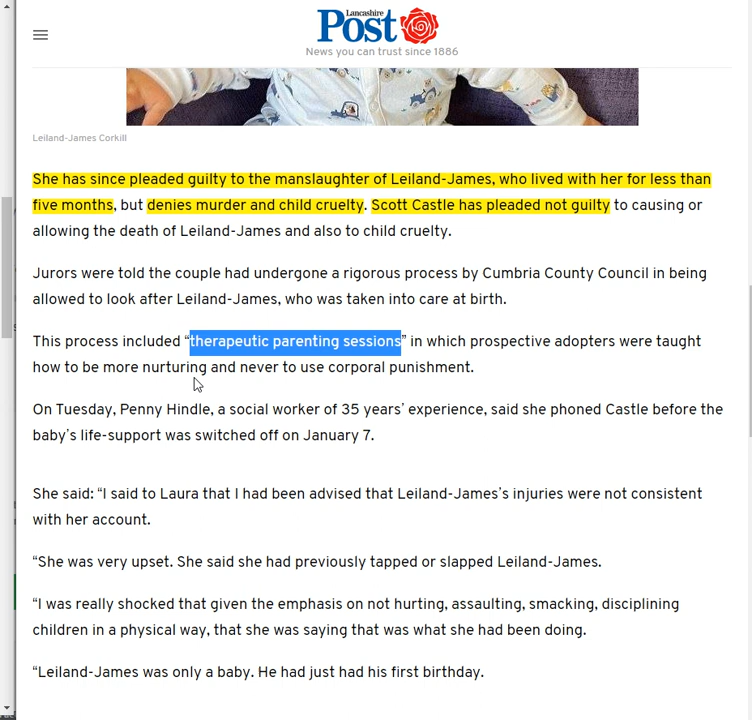 Lancashire
Post
News you can trust since 1886
Leiland-James Corkill
She has since pleaded guilty to the manslaughter of Leiland-James, who lived with her for less than
five months, but denies murder and child cruelty. Scott Castle has pleaded not guilty to causing or
allowing the death of Leiland-James and also to child cruelty.
Jurors were told the couple had undergone a rigorous process by Cumbria County Council in being
allowed to look after Leiland-James, who was taken into care at birth.
This process included “therapeutic parenting sessions” in which prospective adopters were taught
how to be more nurturing and never to use corporal punishment.
On Tuesday, Penny Hindle, a social worker of 35 years’ experience, said she phoned Castle before the
baby’s life-support was switched off on January 7.
She said: “I said to Laura that I had been advised that Leiland-James’s injuries were not consistent
with her account.
“She was very upset. She said she had previously tapped or slapped Leiland-James.
“I was really shocked that given the emphasis on not hurting, assaulting, smacking, disciplining
children in a physical way, that she was saying that was what she had been doing.
“Leiland-James was only a baby. He had just had his first birthday.